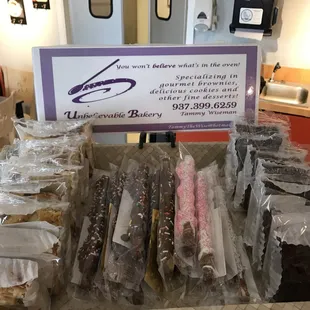 You won't believe what's in the oven!
Specializing in
gourmet brownies,
delicious cookies and
other fine desserts!
937.399.6259
Unbelievable Bakery
Tammy Wiseman